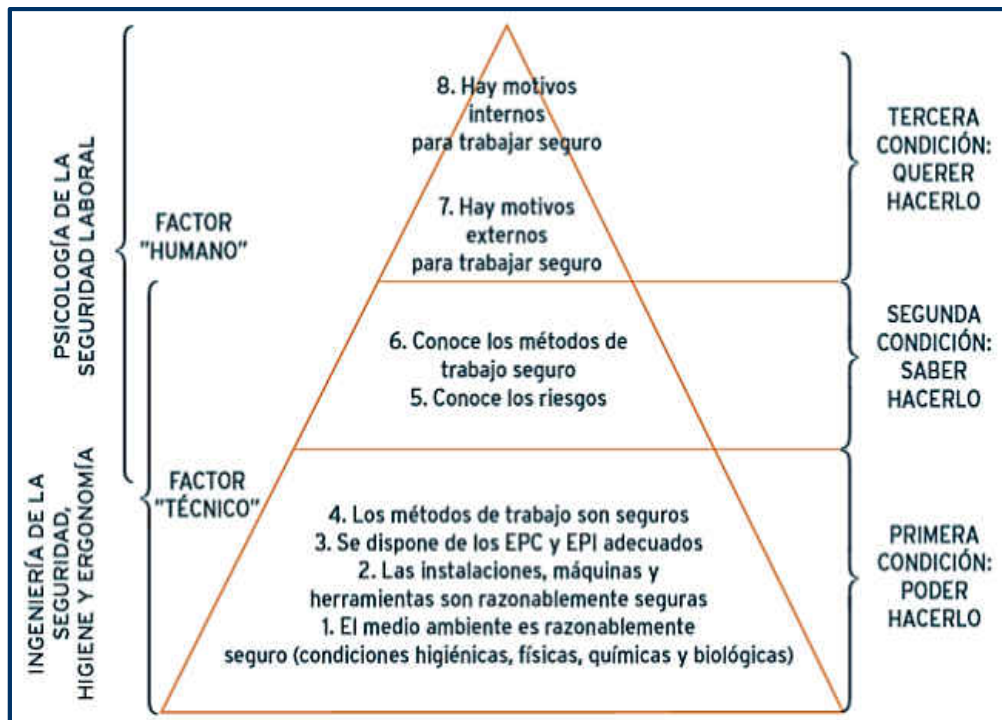 8. Hay motivos
internos
para trabajar seguro
7. Hay motivos
externos
para trabajar seguro
6. Conoce los métodos de
trabajo seguro
5. Conoce los riesgos
4. Los métodos de trabajo son seguros
3. Se dispone de los EPC y EPI adecuados
2. Las instalaciones, máquinas y
herramientas son razonablemente seguras
1. El medio ambiente es razonablemente
seguro (condiciones higiénicas, físicas, químicas y biológicas)
PSICOLOGÍA DE LA
SEGURIDAD LABORAL
FACTOR
"HUMANO"
INGENIERÍA DE LA
SEGURIDAD,
HIGIENE Y ERGONOMÍA
FACTOR
"TÉCNICO"
TERCERA
CONDICIÓN:
QUERER
HACERLO
SEGUNDA
CONDICIÓN:
SABER
HACERLO
PRIMERA
CONDICIÓN:
PODER
HACERLO